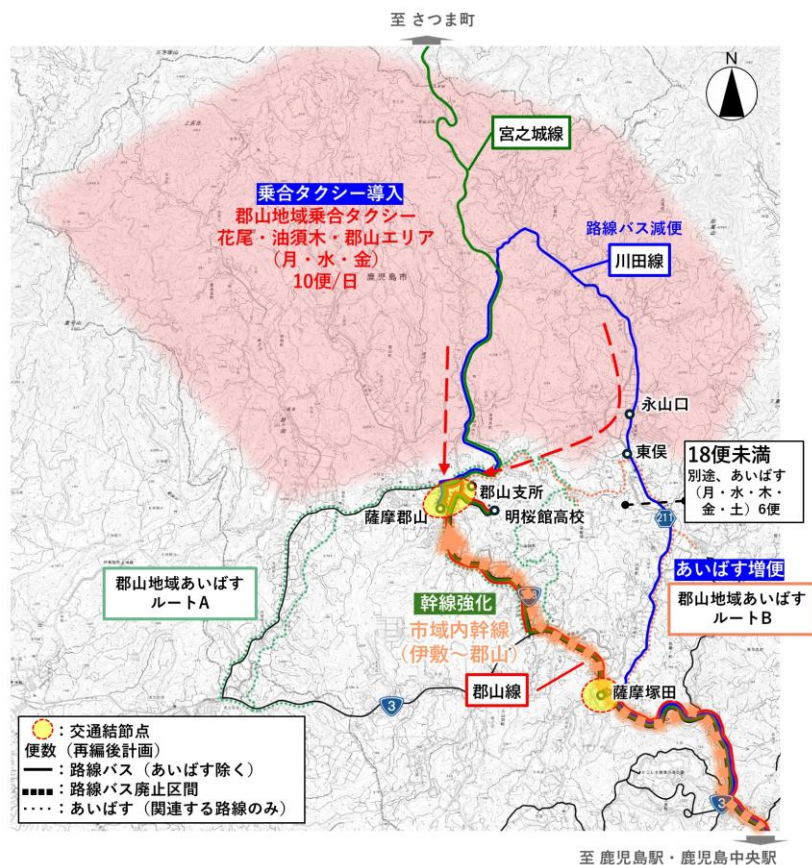 至 さつま町
N
宮之城線
乗合タクシー導入
郡山地域乗合タクシー
花尾・油須木・郡山エリア
（月・水・金）
10便/日
鹿児島市
路線バス減便
川田線
永山口
東俣
18便未満
別途、あいばす
（月・水・木・
金・土）6便
211
郡山支所
薩摩郡山
明桜館高校
郡山地域あいばす
ルートA
あいばす増便
郡山地域あいばす
ルートB
幹線強化
市域内幹線
（伊敷～郡山）
郡山線
薩摩塚田
3
：交通結節点
便数（再編後計画）
：路線バス（あいばす除く）
：路線バス廃止区間
：あいばす（関連する路線のみ）
3
至 鹿児島駅・鹿児島中央駅